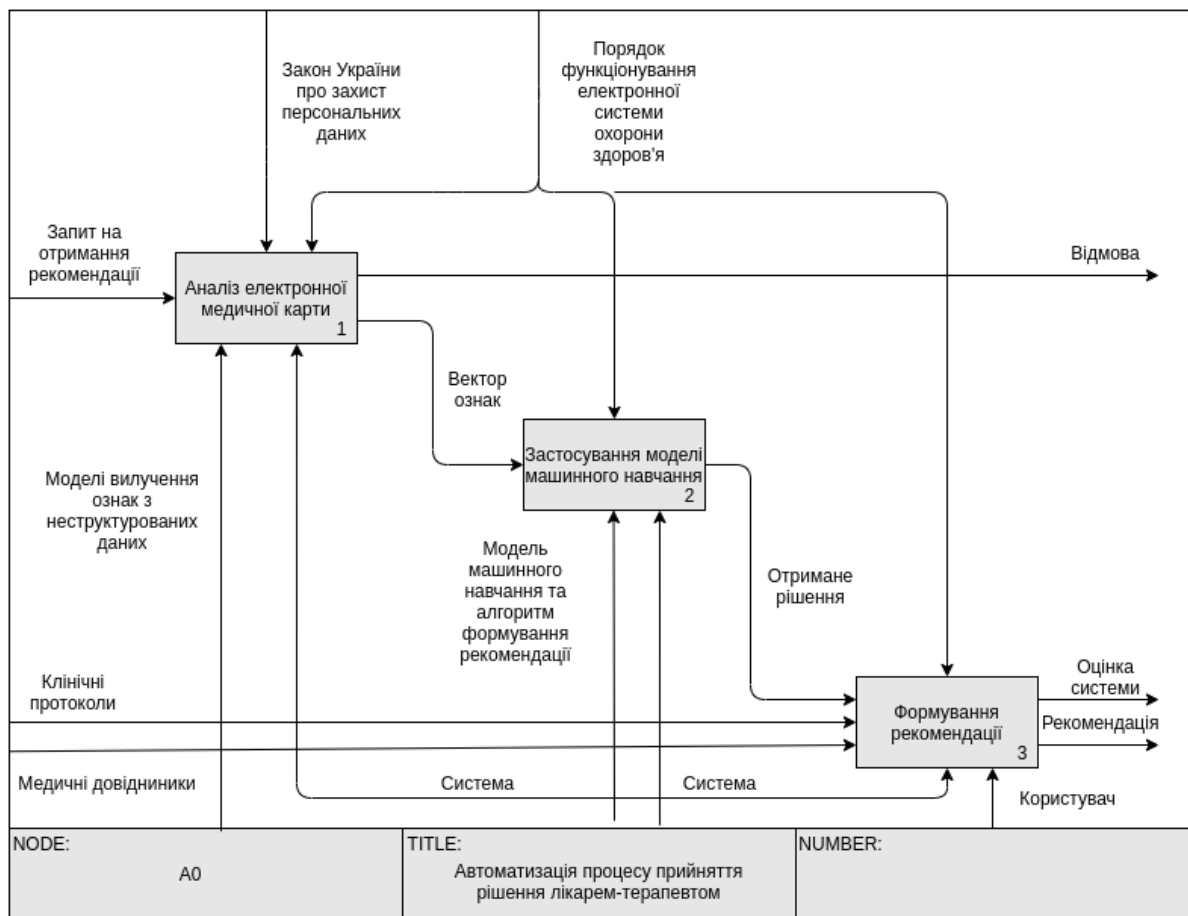 Закон України
про захист
персональних
даних
Порядок
функціонування
електронної
системи
охорони
здоров'я
Запит на
отримання
рекомендації
Аналіз електронної
медичної карти
1
Відмова
Вектор
ознак
Застосування моделі
машинного навчання
2
Моделі вилучення
ознак з
неструктурованих
даних
Модель
машинного
навчання та
алгоритм
формування
рекомендації
Отримане
рішення
Клінічні
протоколи
Формування
рекомендації
3
Оцінка
системи
Рекомендація
Медичні довідниники
Система
Система
Користувач
NODE:
A0
TITLE:
Автоматизація процесу прийняття
рішення лікарем-терапевтом
NUMBER: